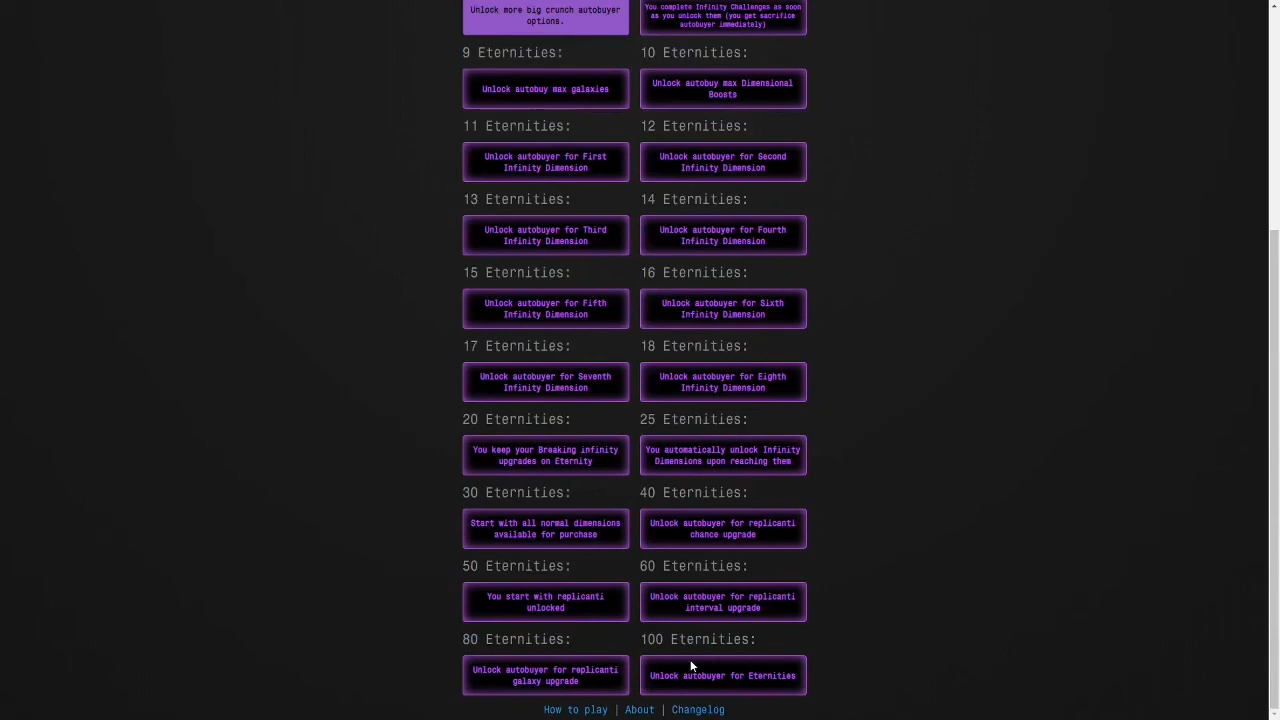 Unlock more big crunch autobuyer
options.
You complete Infinity Challenges as soon
as you unlock them (you get sacrifice
autobuyer immediately)
9 Eternities:
10 Eternities:
Unlock autobuy max galaxies
Unlock autobuy max Dimensional
Boosts
11 Eternities:
12 Eternities:
Unlock autobuyer for First
Infinity Dimension
Unlock autobuyer for Second
Infinity Dimension
13 Eternities:
14 Eternities:
Unlock autobuyer for Third
Infinity Dimension
Unlock autobuyer for Fourth
Infinity Dimension
15 Eternities:
16 Eternities:
Unlock autobuyer for Fifth
Infinity Dimension
Unlock autobuyer for Sixth
Infinity Dimension
17 Eternities:
18 Eternities:
Unlock autobuyer for Seventh
Infinity Dimension
Unlock autobuyer for Eighth
Infinity Dimension
20 Eternities:
25 Eternities:
You keep your Breaking infinity
upgrades on Eternity
You automatically unlock Infinity
Dimensions upon reaching them
30 Eternities:
40 Eternities:
Start with all normal dimensions
available for purchase
Unlock autobuyer for replicanti
chance upgrade
50 Eternities:
60 Eternities:
You start with replicanti
unlocked
Unlock autobuyer for replicanti
interval upgrade
80 Eternities:
100 Eternities:
Unlock autobuyer for replicanti
galaxy upgrade
Unlock autobuyer for Eternities
How to play | About | Changelog